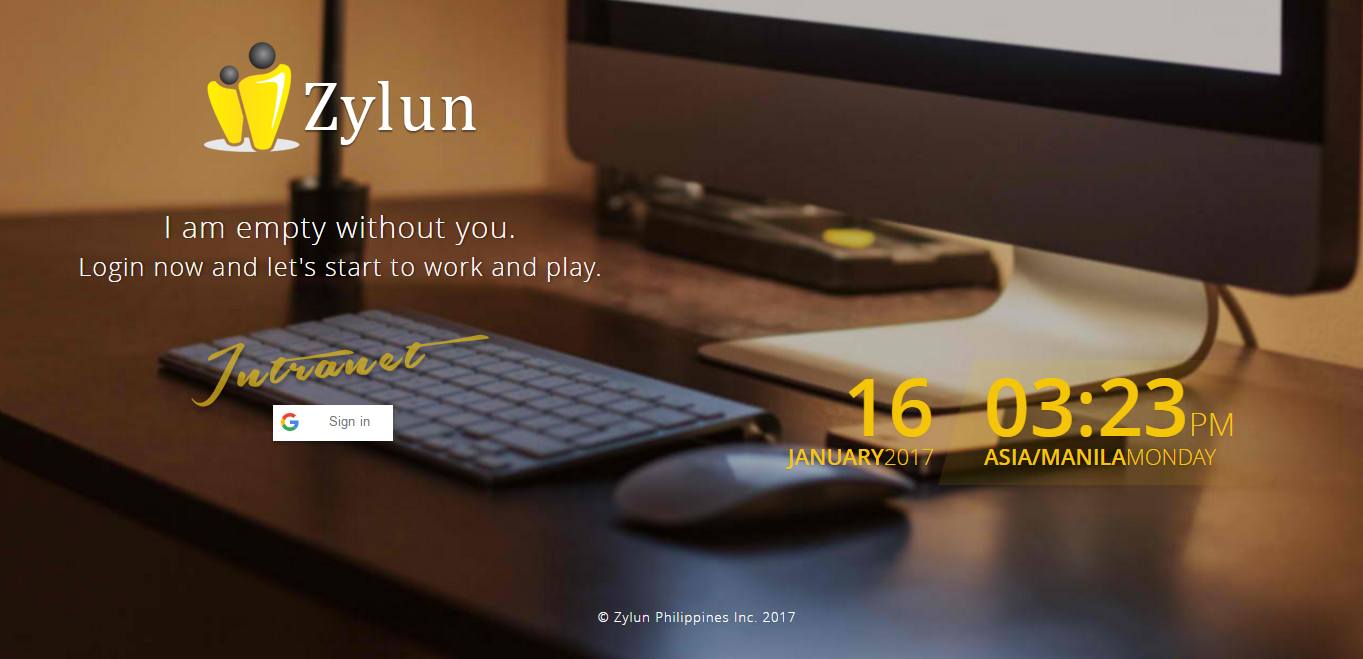 Zylun
I am empty without you.
Login now and let's start to work and play.
Intranet
Sign in
16 03:23PM
JANUARY2017 ASIA/MANILAMONDAY
© Zylun Philippines Inc. 2017